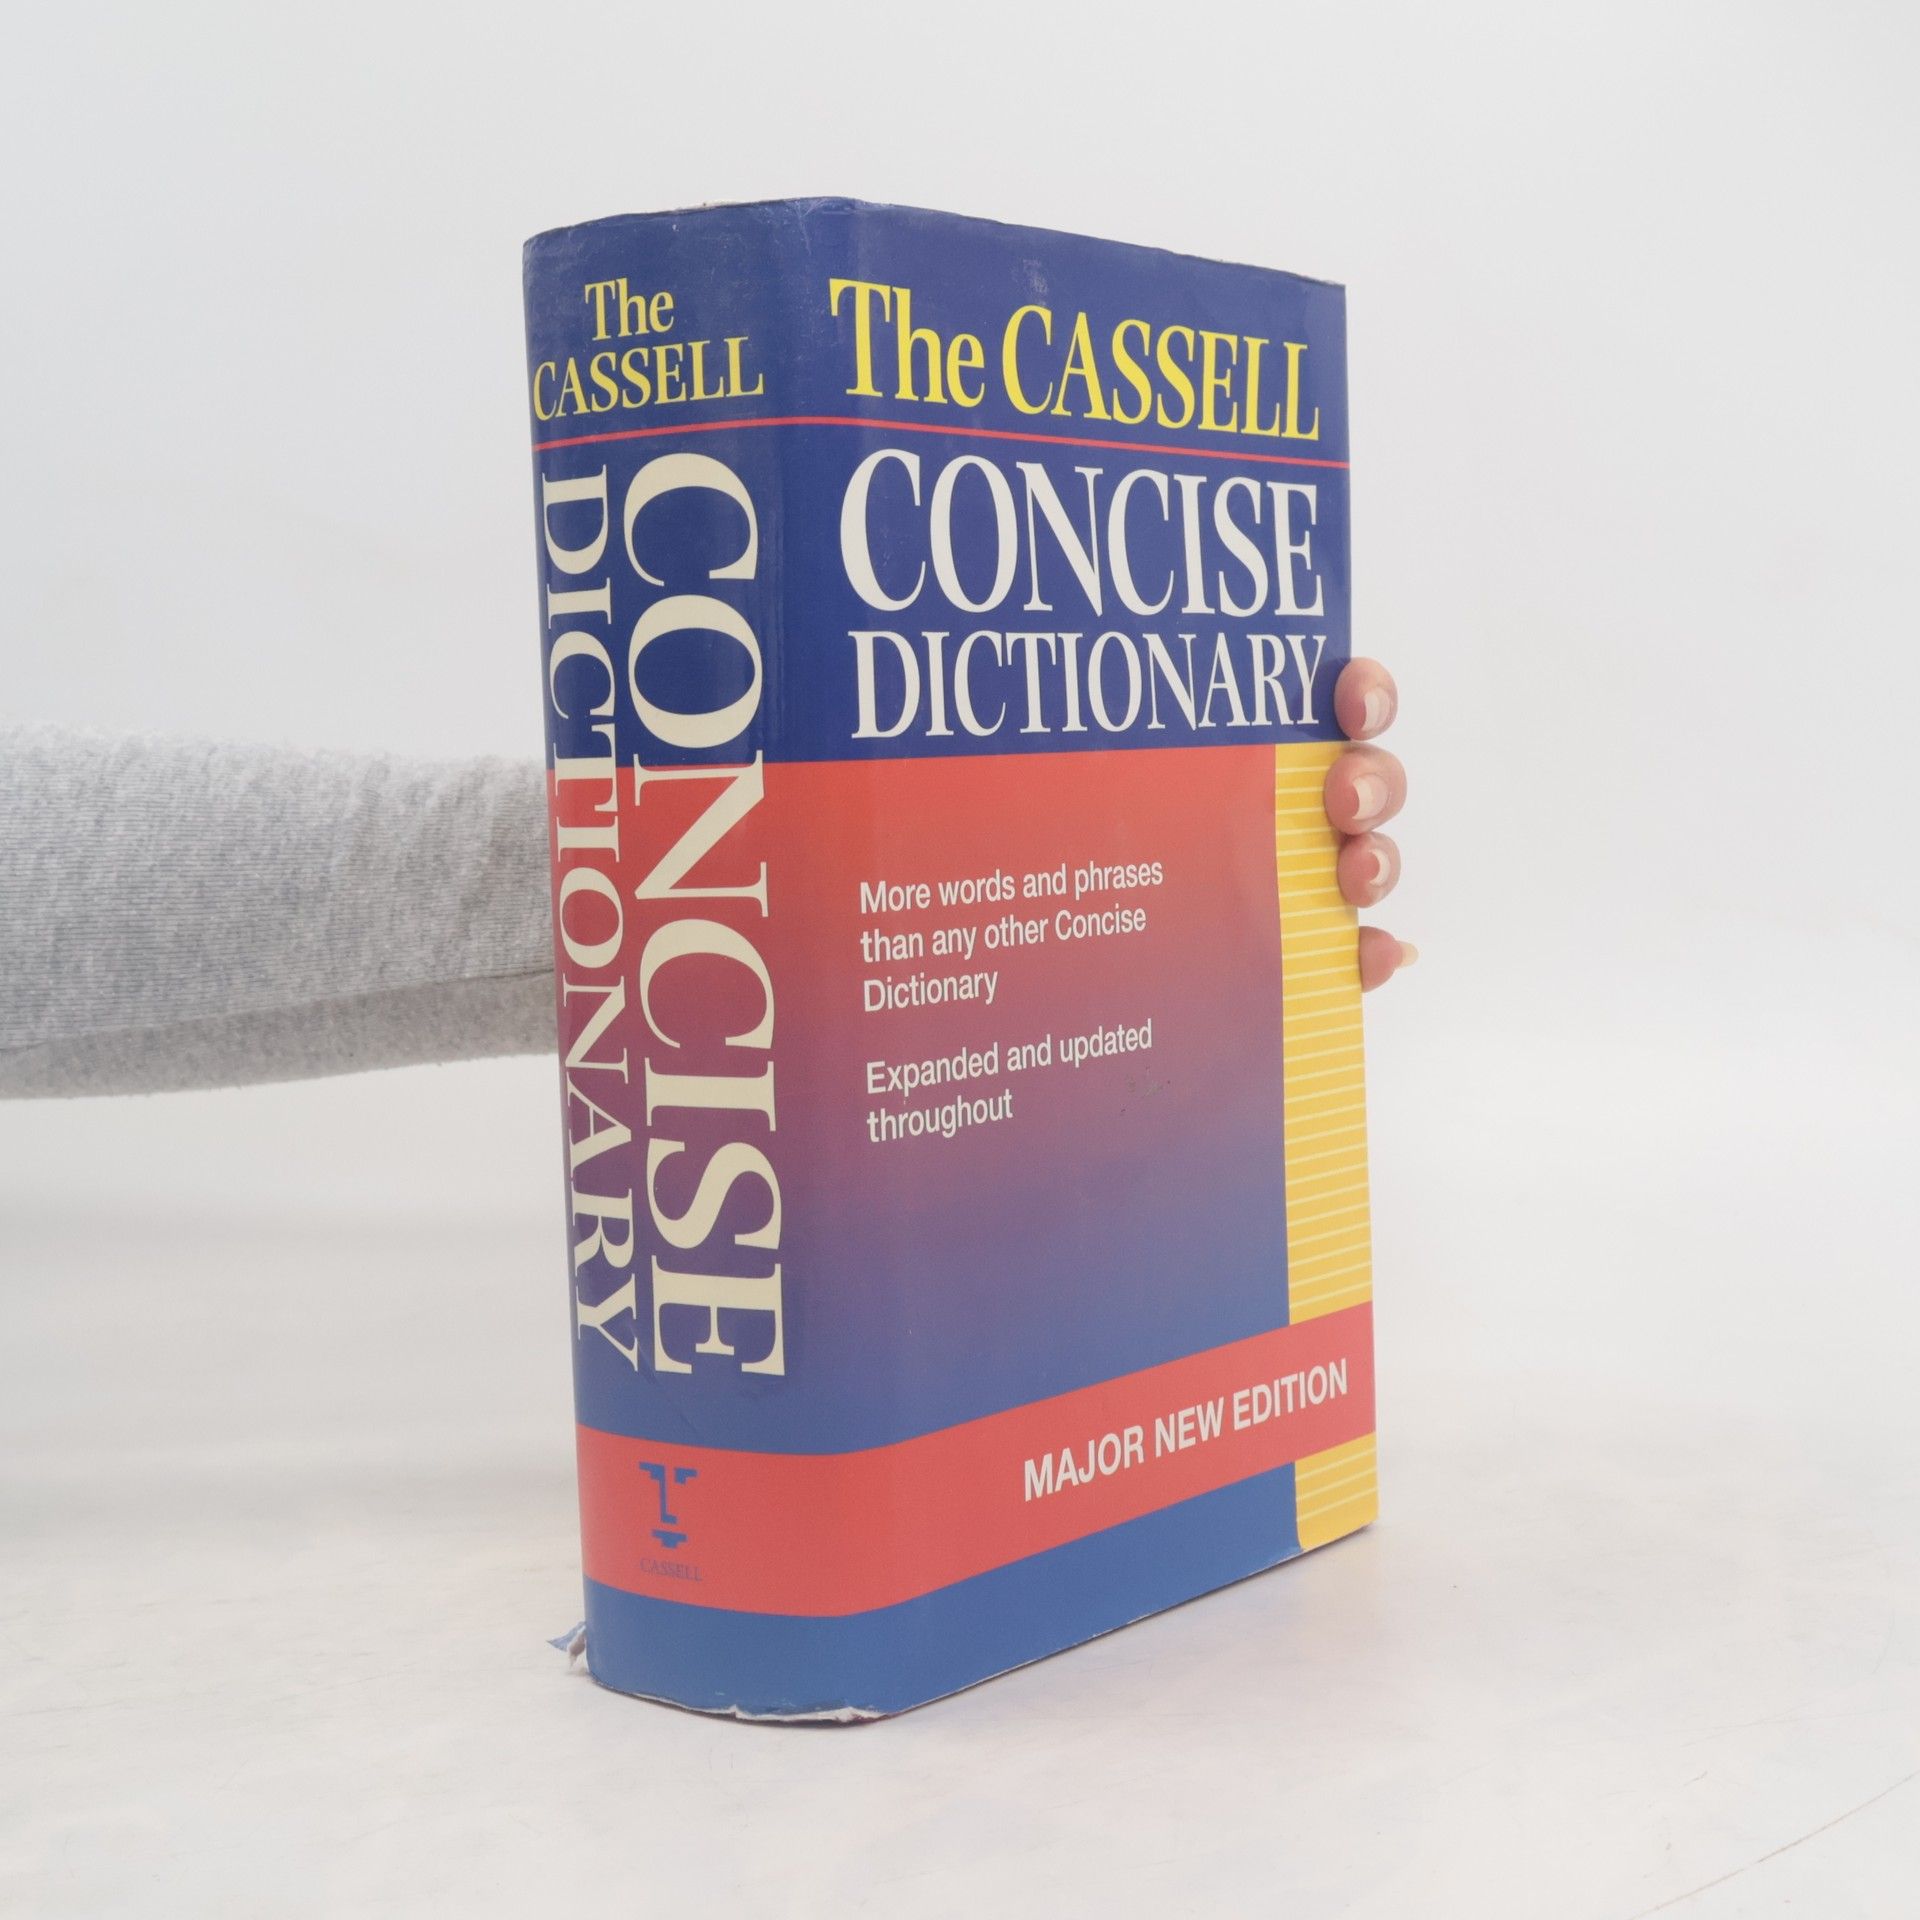 The
CASSELL
CONCISE
DICTIONARY
CASSELL
The CASSELL
CONCISE
DICTIONARY
More words and phrases
than any other Concise
Dictionary
Expanded and updated
throughout
MAJOR NEW EDITION